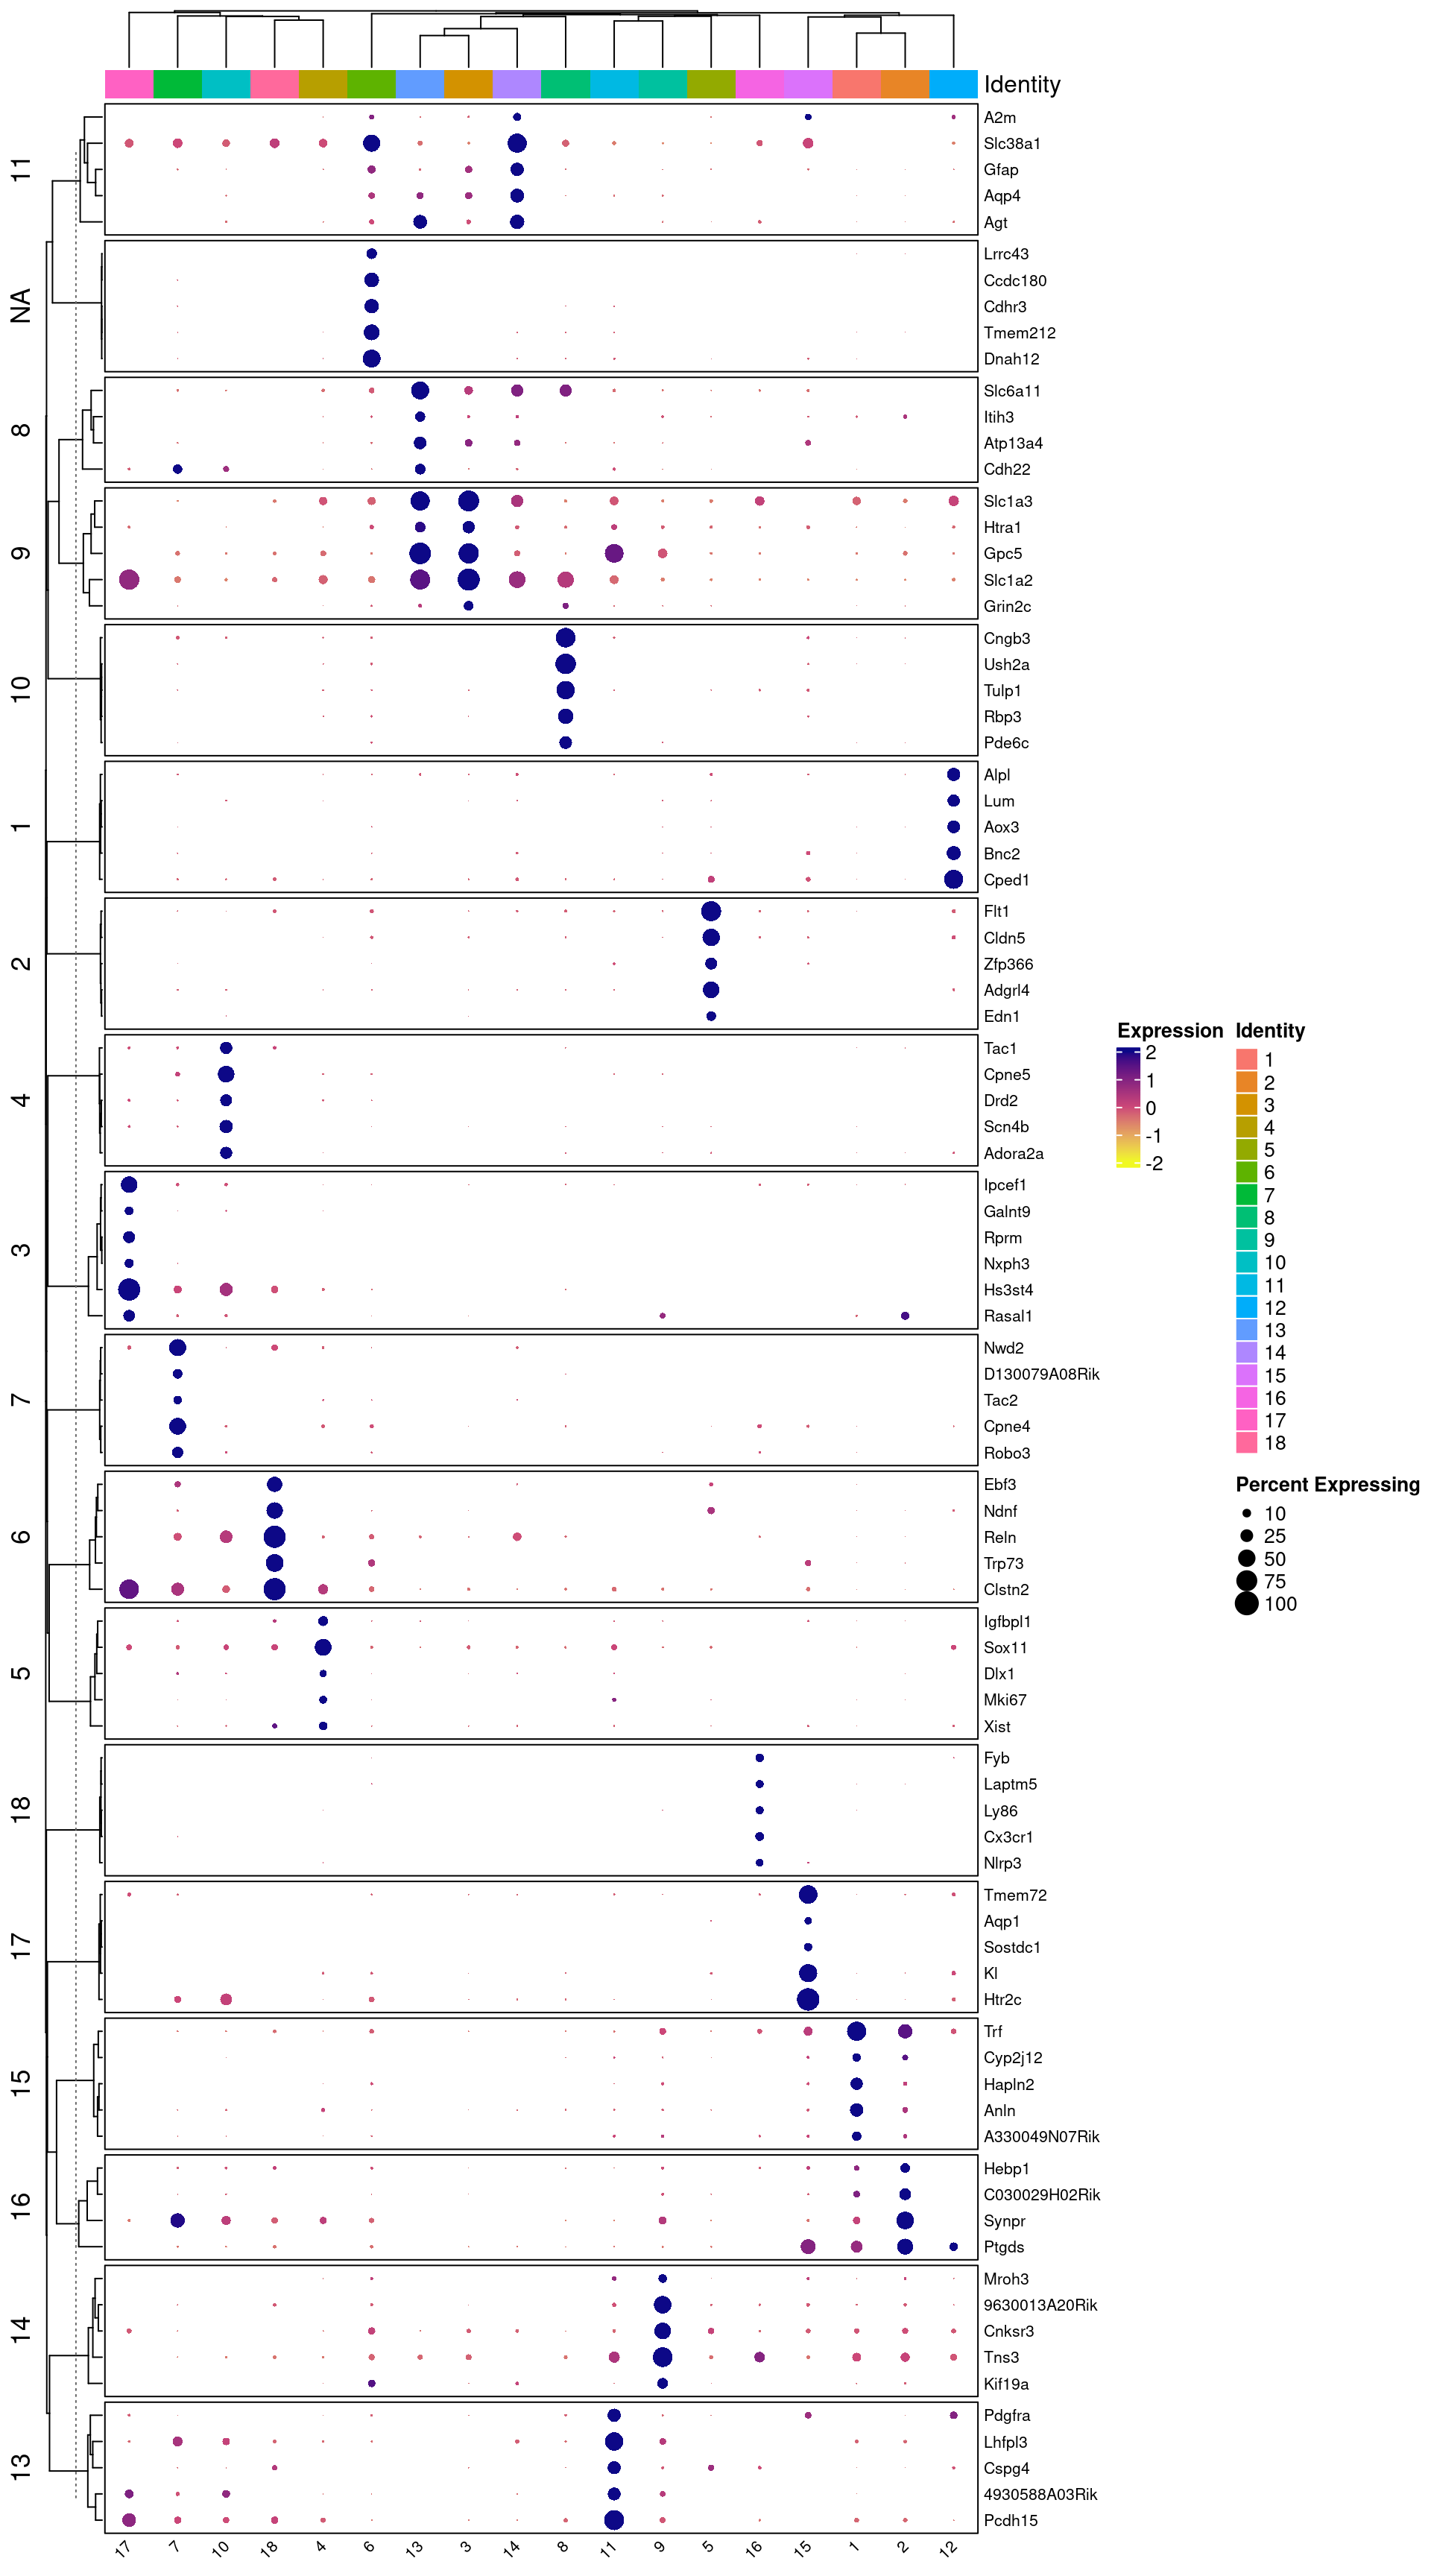 Identity
11
A2m
Slc38a1
Gfap
Aqp4
Agt
NA
Lrrc43
Ccdc180
Cdhr3
Tmem212
Dnah12
8
Slc6a11
Itih3
Atp13a4
Cdh22
9
Slc1a3
Htra1
Gpc5
Slc1a2
Grin2c
10
Cngb3
Ush2a
Tulp1
Rbp3
Pde6c
1
Alpl
Lum
Aox3
Bnc2
Cped1
2
Flt1
Cldn5
Zfp366
Adgrl4
Edn1
4
Tac1
Cpne5
Drd2
Scn4b
Adora2a
3
Ipcef1
Galnt9
Rprm
Nxph3
Hs3st4
Rasal1
7
Nwd2
D130079A08Rik
Tac2
Cpne4
Robo3
6
Ebf3
Ndnf
Reln
Trp73
Clstn2
5
Igfbpl1
Sox11
Dlx1
Mki67
Xist
18
Fyb
Laptm5
Ly86
Cx3cr1
Nlrp3
17
Tmem72
Aqp1
Sostdc1
Kl
Htr2c
15
Trf
Cyp2j12
Hapln2
Anln
A330049N07Rik
16
Hebp1
C030029H02Rik
Synpr
Ptgds
14
Mroh3
9630013A20Rik
Cnksr3
Tns3
Kif19a
13
Pdgfra
Lhfpl3
Cspg4
4930588A03Rik
Pcdh15
17 7 10 18 4 6 13 3 14 8 11 9 5 16 15 1 2 12
Expression
2
1
0
-1
-2
Identity
1
2
3
4
5
6
7
8
9
10
11
12
13
14
15
16
17
18
Percent Expressing
10
25
50
75
100